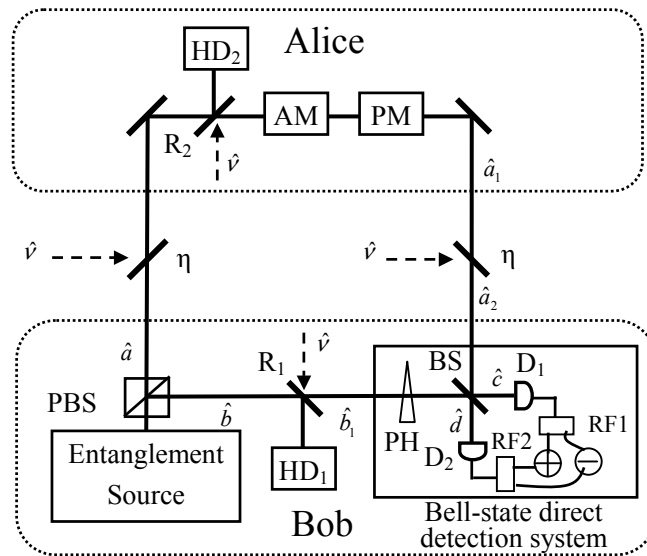 Alice
HD₂
R₂
AM
PM
v̂
â₁
v̂
η
v̂
η
â₂
â
PBS
b̂
R₁
v̂
b̂₁
HD₁
PH
BS
ĉ
D₁
d̂
D₂
RF2
RF1
Entanglement
Source
Bob
Bell-state direct
detection system